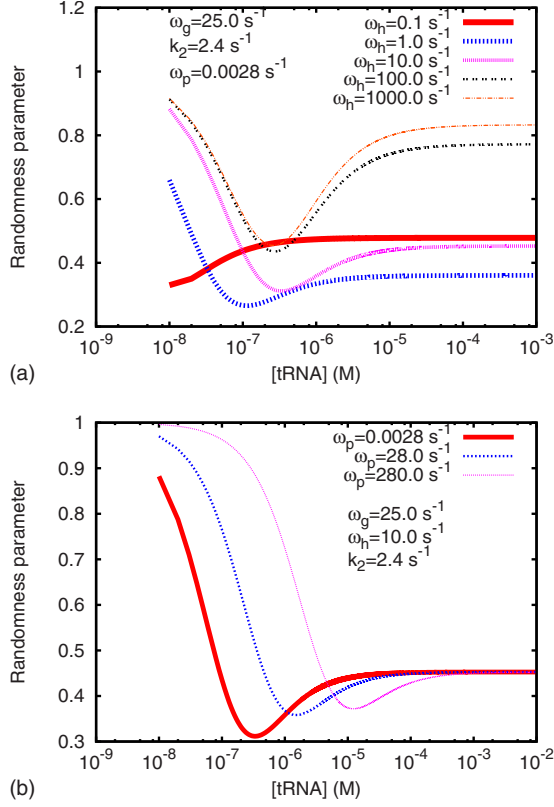 ω_g=25.0 s^-1
k_2=2.4 s^-1
ω_p=0.0028 s^-1
ω_h=0.1 s^-1
ω_h=1.0 s^-1
ω_h=10.0 s^-1
ω_h=100.0 s^-1
ω_h=1000.0 s^-1
Randomness parameter
1.2
1
0.8
0.6
0.4
0.2
10^-9 10^-8 10^-7 10^-6 10^-5 10^-4 10^-3
[tRNA] (M)
(a)
ω_p=0.0028 s^-1
ω_p=28.0 s^-1
ω_p=280.0 s^-1
ω_g=25.0 s^-1
ω_h=10.0 s^-1
k_2=2.4 s^-1
Randomness parameter
1
0.9
0.8
0.7
0.6
0.5
0.4
0.3
10^-9 10^-8 10^-7 10^-6 10^-5 10^-4 10^-3 10^-2
[tRNA] (M)
(b)